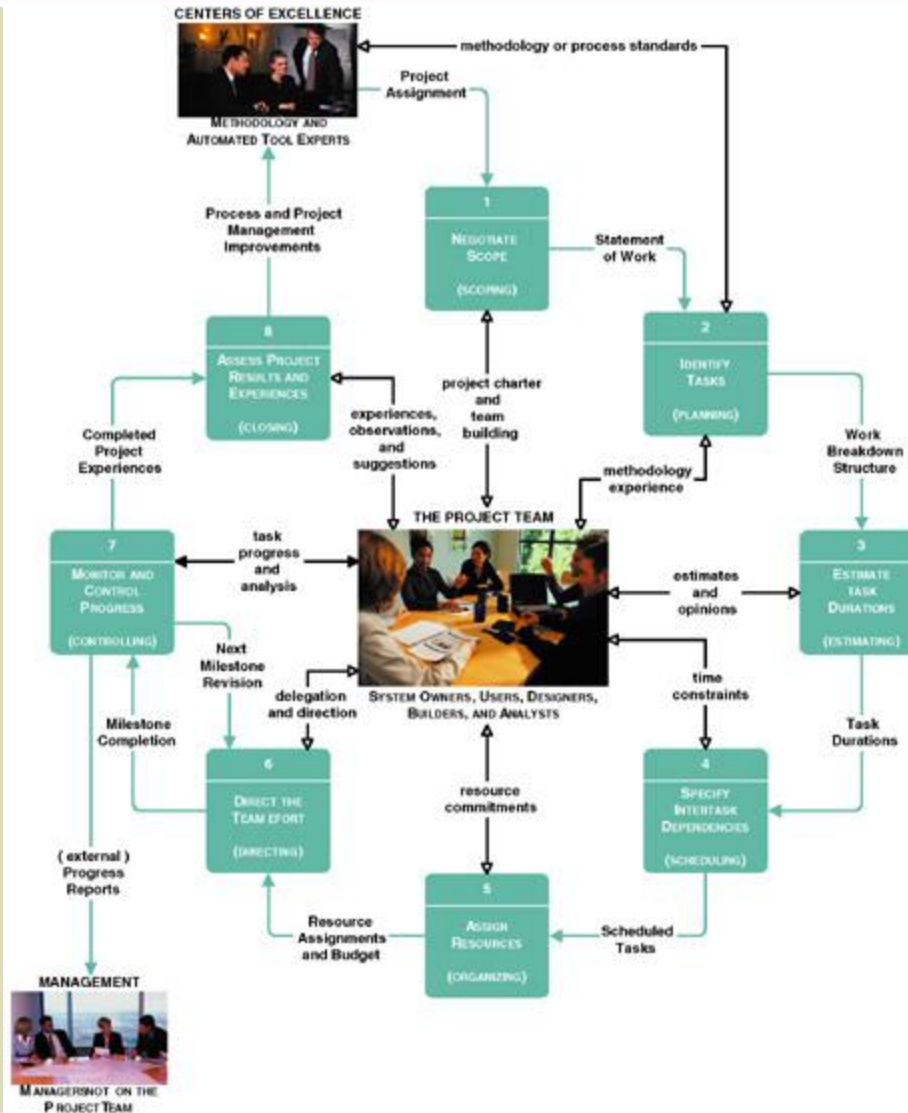 CENTERS OF EXCELLENCE
METHODOLOGY AND
AUTOMATED TOOL EXPERTS
methodology or process standards
Project
Assignment
1
NEGOTIATE
SCOPE
(SCOPING)
Statement
of Work
2
IDENTIFY
TASKS
(PLANNING)
Process and Project
Management
Improvements
8
ASSESS PROJECT
RESULTS AND
EXPERIENCES
(CLOSING)
project charter
and
team
building
experiences,
observations,
and
suggestions
methodology
experience
Work
Breakdown
Structure
Completed
Project
Experiences
THE PROJECT TEAM
SYSTEM OWNERS, USERS, DESIGNERS,
BUILDERS, AND ANALYSTS
7
MONITOR AND
CONTROL
PROGRESS
(CONTROLLING)
task
progress
and
analysis
estimates
and
opinions
3
ESTIMATE
TASK
DURATIONS
(ESTIMATING)
Next
Milestone
Revision
delegation
and direction
time
constraints
Milestone
Completion
Task
Durations
6
DIRECT THE
TEAM EFORT
(DIRECTING)
resource
commitments
4
SPECIFY
INTERTASK
DEPENDENCIES
(SCHEDULING)
( external )
Progress
Reports
Resource
Assignments
and Budget
5
ASSIGN
RESOURCES
(ORGANIZING)
Scheduled
Tasks
MANAGEMENT
MANAGERSNOT ON THE
PROJECT TEAM